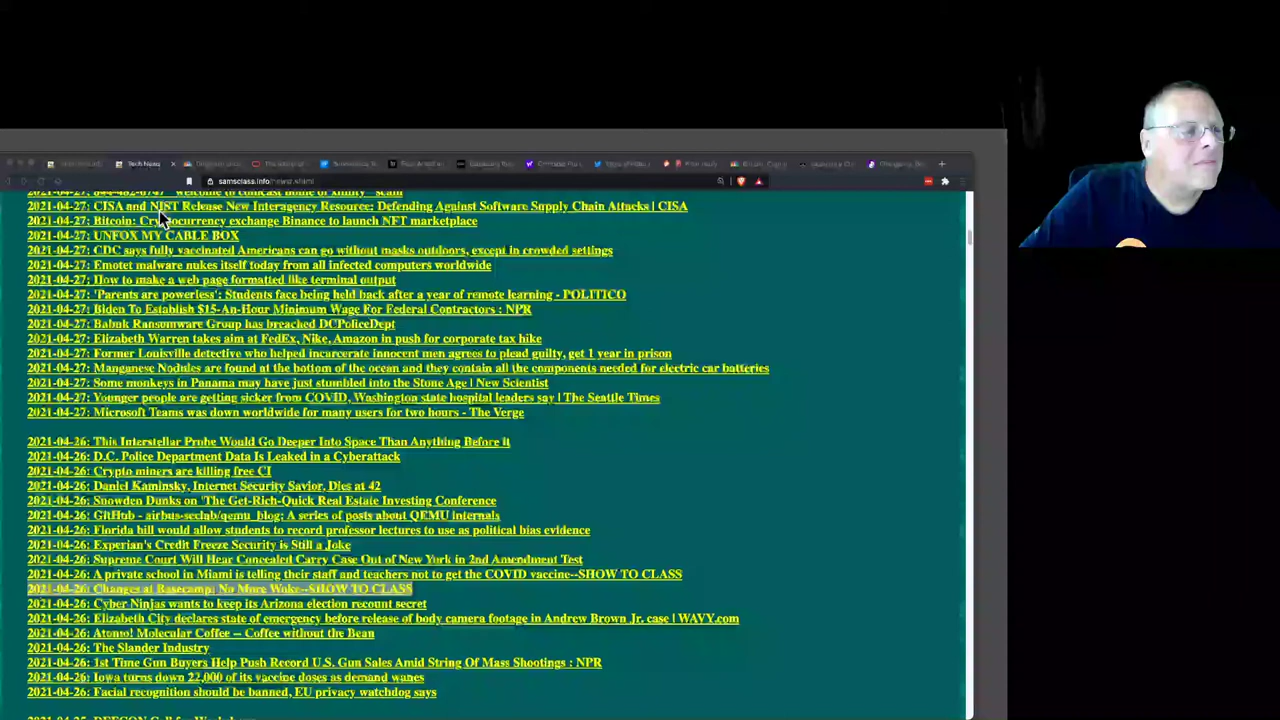 Tech News
samsclass.info/newsr.shtml
2021-04-27: 844-482-6747 "welcome to comcast home of xfinity" scam
2021-04-27: CISA and NIST Release New Interagency Resource: Defending Against Software Supply Chain Attacks | CISA
2021-04-27: Bitcoin: Cryptocurrency exchange Binance to launch NFT marketplace
2021-04-27: UNFOX MY CABLE BOX
2021-04-27: CDC says fully vaccinated Americans can go without masks outdoors, except in crowded settings
2021-04-27: Emotet malware nukes itself today from all infected computers worldwide
2021-04-27: How to make a web page formatted like terminal output
2021-04-27: 'Parents are powerless': Students face being held back after a year of remote learning - POLITICO
2021-04-27: Biden To Establish $15-An-Hour Minimum Wage For Federal Contractors : NPR
2021-04-27: Babuk Ransomware Group has breached DCPoliceDept
2021-04-27: Elizabeth Warren takes aim at FedEx, Nike, Amazon in push for corporate tax hike
2021-04-27: Former Louisville detective who helped incarcerate innocent men agrees to plead guilty, get 1 year in prison
2021-04-27: Manganese Nodules are found at the bottom of the ocean and they contain all the components needed for electric car batteries
2021-04-27: Some monkeys in Panama may have just stumbled into the Stone Age | New Scientist
2021-04-27: Younger people are getting sicker from COVID, Washington state hospital leaders say | The Seattle Times
2021-04-27: Microsoft Teams was down worldwide for many users for two hours - The Verge
2021-04-26: This Interstellar Probe Would Go Deeper Into Space Than Anything Before it
2021-04-26: D.C. Police Department Data Is Leaked in a Cyberattack
2021-04-26: Crypto miners are killing free CI
2021-04-26: Daniel Kaminsky, Internet Security Savior, Dies at 42
2021-04-26: Snowden Dunks on 'The Get-Rich-Quick Real Estate Investing Conference
2021-04-26: GitHub - airbus-seclab/qemu_blog: A series of posts about QEMU internals
2021-04-26: Florida bill would allow students to record professor lectures to use as political bias evidence
2021-04-26: Experian's Credit Freeze Security is Still a Joke
2021-04-26: Supreme Court Will Hear Concealed Carry Case Out of New York in 2nd Amendment Test
2021-04-26: A private school in Miami is telling their staff and teachers not to get the COVID vaccine--SHOW TO CLASS
2021-04-26: Changes at Basecamp: No More Woke--SHOW TO CLASS
2021-04-26: Cyber Ninjas wants to keep its Arizona election recount secret
2021-04-26: Elizabeth City declares state of emergency before release of body camera footage in Andrew Brown Jr. case | WAVY.com
2021-04-26: Atomo! Molecular Coffee -- Coffee without the Bean
2021-04-26: The Slander Industry
2021-04-26: 1st Time Gun Buyers Help Push Record U.S. Gun Sales Amid String Of Mass Shootings : NPR
2021-04-26: Iowa turns down 22,000 of its vaccine doses as demand wanes
2021-04-26: Facial recognition should be banned, EU privacy watchdog says